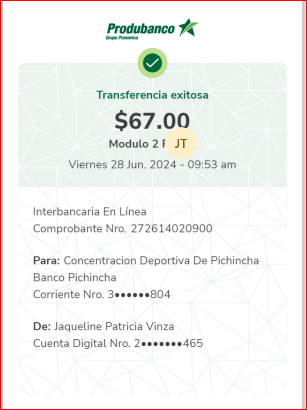 Produbanco
Grupo Promerica
Transferencia exitosa
$67.00
Modulo 2 F JT
Viernes 28 Jun. 2024 - 09:53 am
Interbancaria En Línea
Comprobante Nro. 272614020900
Para: Concentracion Deportiva De Pichincha
Banco Pichincha
Corriente Nro. 3••••••804
De: Jaqueline Patricia Vinza
Cuenta Digital Nro. 2•••••••465